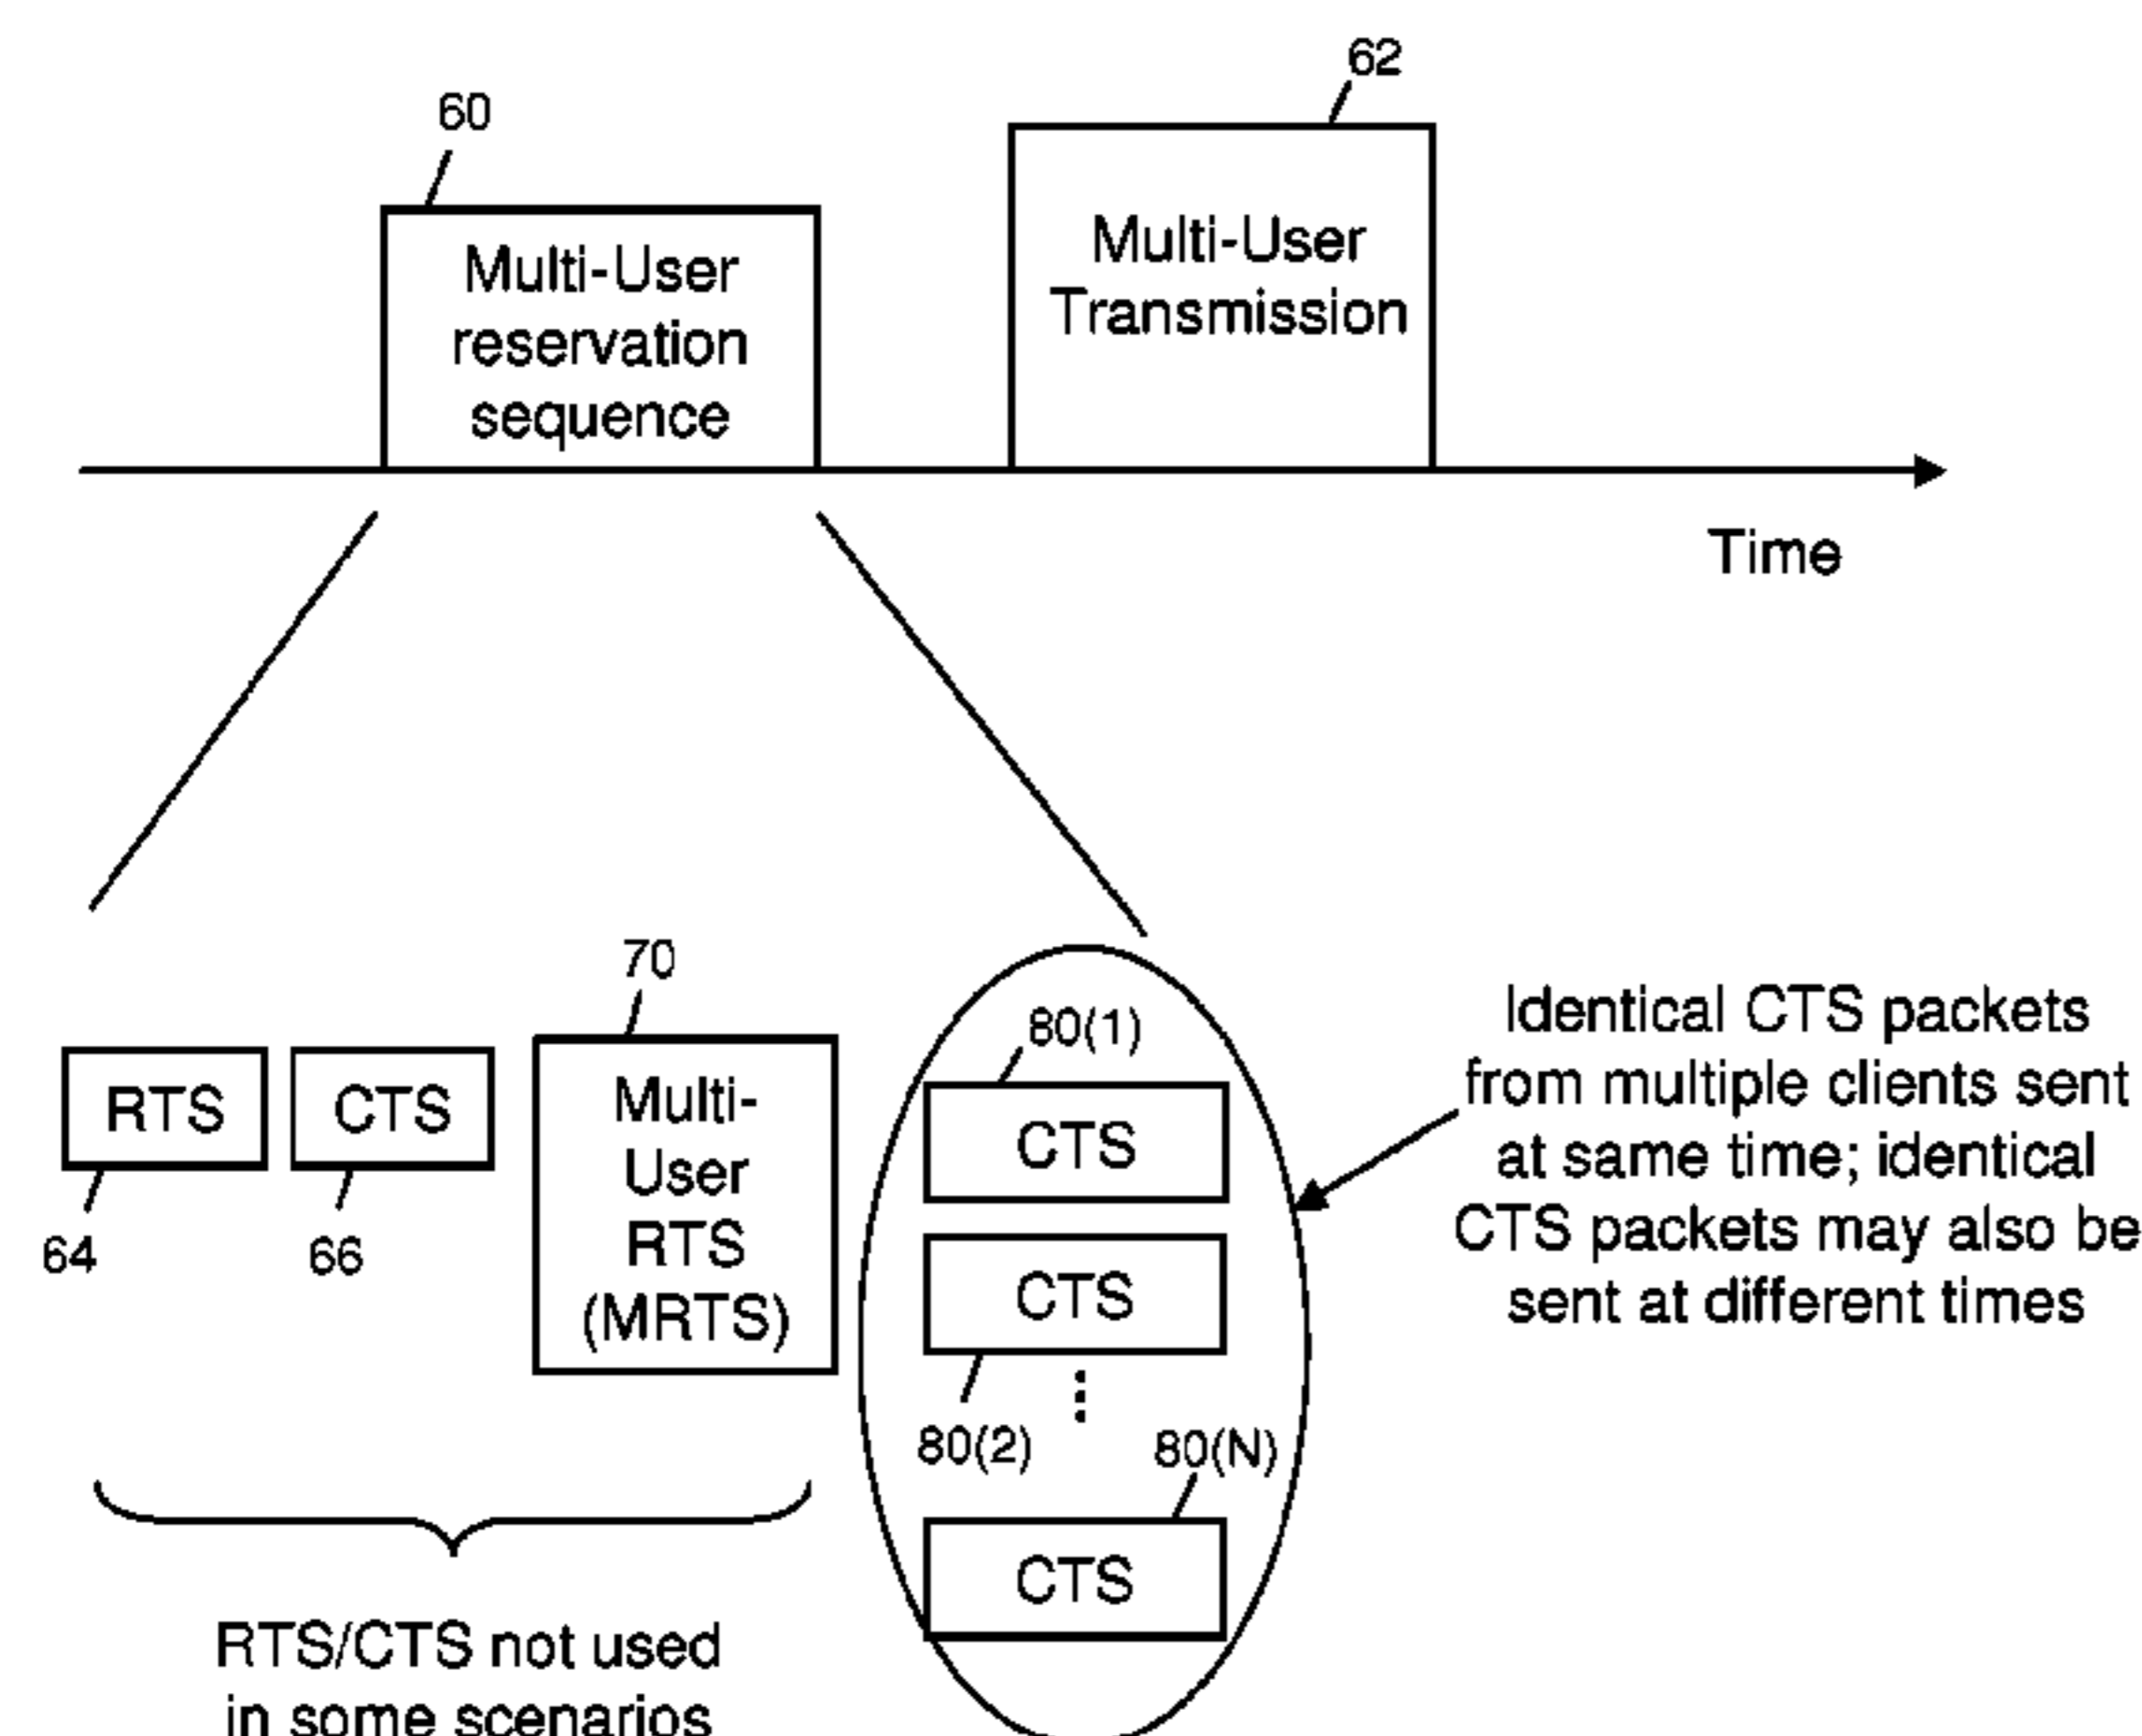 62
60
Multi-User
reservation
sequence
Multi-User
Transmission
Time
70
80(1)
Identical CTS packets
from multiple clients sent
at same time; identical
CTS packets may also be
sent at different times
RTS
CTS
Multi-
User
RTS
(MRTS)
CTS
64
66
CTS
80(2)
80(N)
CTS
RTS/CTS not used
in some scenarios